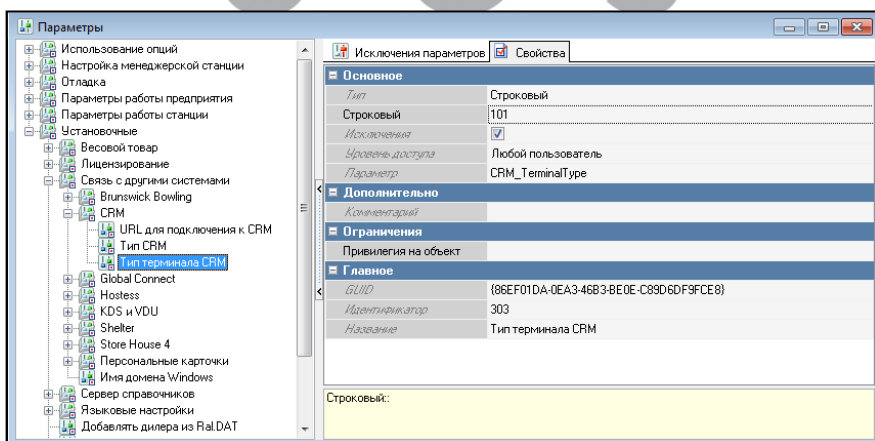 Параметры
Использование опций
Настройка менеджерской станции
Отладка
Параметры работы предприятия
Параметры работы станции
Установочные
Весовой товар
Лицензирование
Связь с другими системами
Brunswick Bowling
CRM
URL для подключения к CRM
Тип CRM
Тип терминала CRM
Global Connect
Hostess
KDS и VDU
Shelter
Store House 4
Персональные карточки
Имя домена Windows
Сервер справочников
Языковые настройки
Добавлять дилера из Ral.DAT
Исключения параметров Свойства
Основное
Тип Строковый
Строковый 101
Исключения
Уровень доступа Любой пользователь
Параметр CRM_TerminalType
Дополнительно
Комментарий
Ограничения
Привилегия на объект
Главное
GUID {86EF01DA-0EA3-46B3-BE0E-C89D6DF9FCE8}
Идентификатор 303
Название Тип терминала CRM
Строковый::